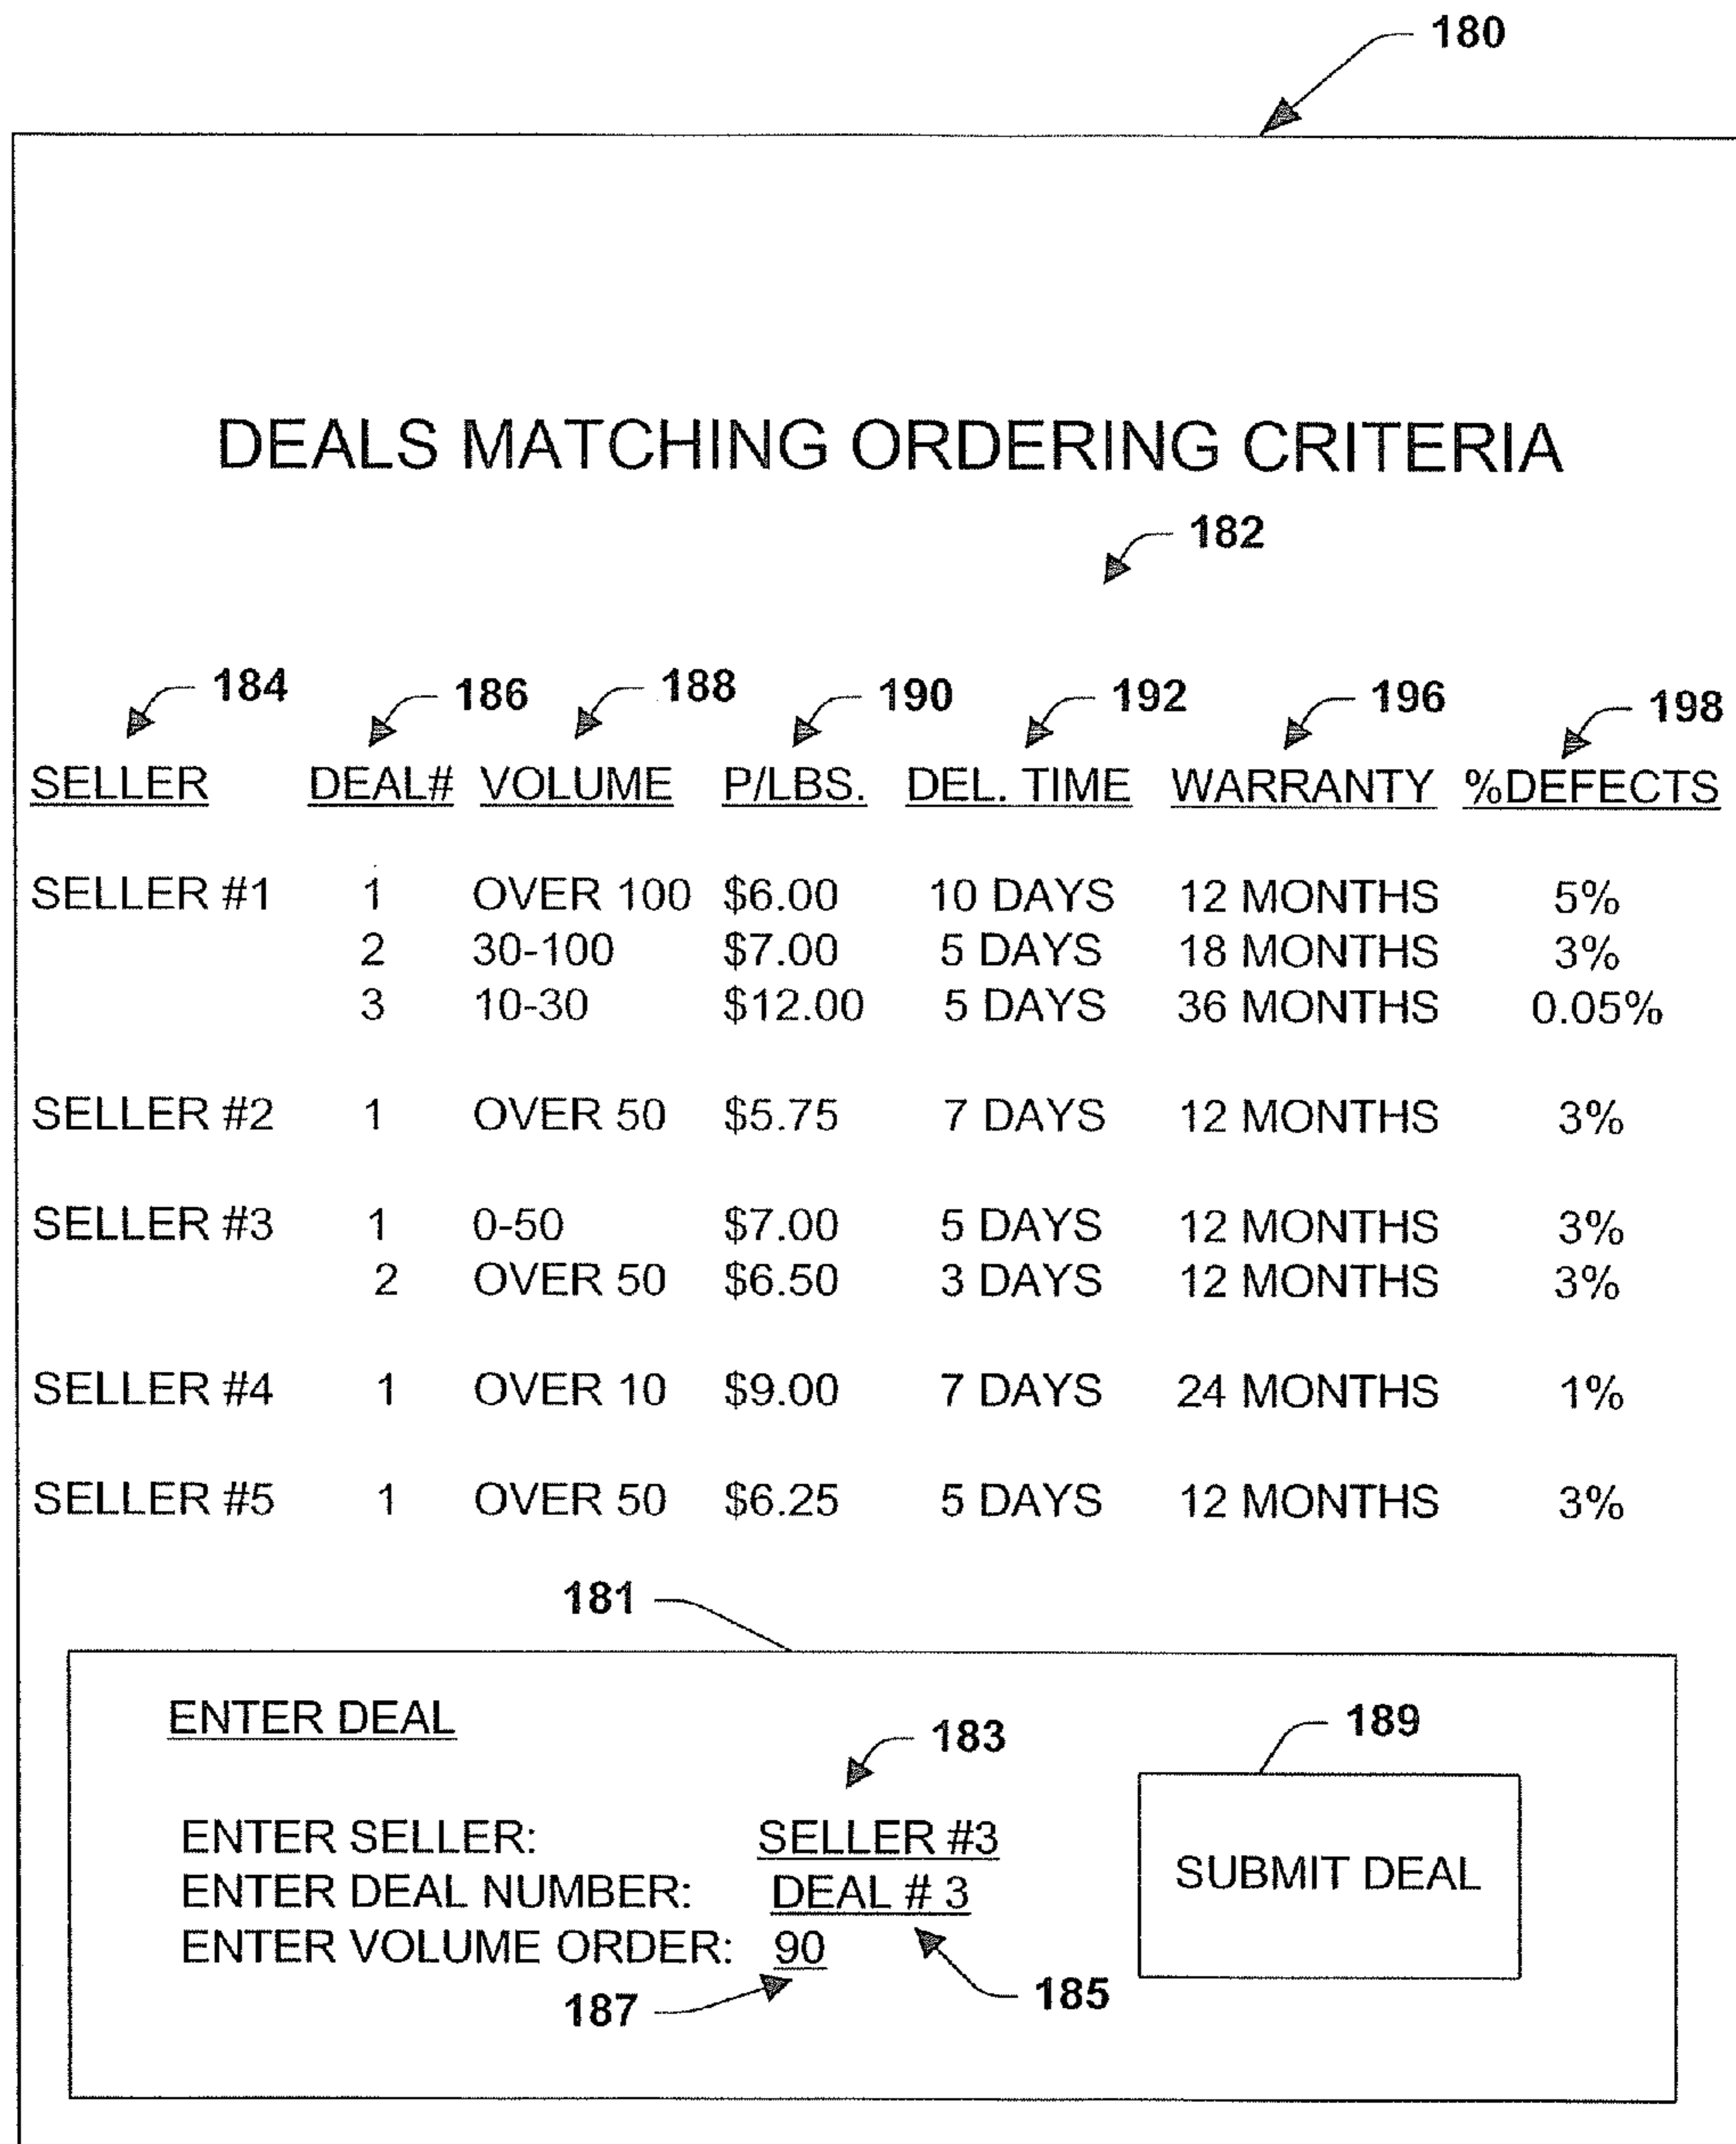 180
DEALS MATCHING ORDERING CRITERIA
182
184 186 188 190 192 196 198
SELLER DEAL# VOLUME P/LBS. DEL. TIME WARRANTY %DEFECTS
SELLER #1 1 OVER 100 $6.00 10 DAYS 12 MONTHS 5%
2 30-100 $7.00 5 DAYS 18 MONTHS 3%
3 10-30 $12.00 5 DAYS 36 MONTHS 0.05%
SELLER #2 1 OVER 50 $5.75 7 DAYS 12 MONTHS 3%
SELLER #3 1 0-50 $7.00 5 DAYS 12 MONTHS 3%
2 OVER 50 $6.50 3 DAYS 12 MONTHS 3%
SELLER #4 1 OVER 10 $9.00 7 DAYS 24 MONTHS 1%
SELLER #5 1 OVER 50 $6.25 5 DAYS 12 MONTHS 3%
181
ENTER DEAL
183
189
ENTER SELLER: SELLER #3
ENTER DEAL NUMBER: DEAL # 3
ENTER VOLUME ORDER: 90
SUBMIT DEAL
187
185